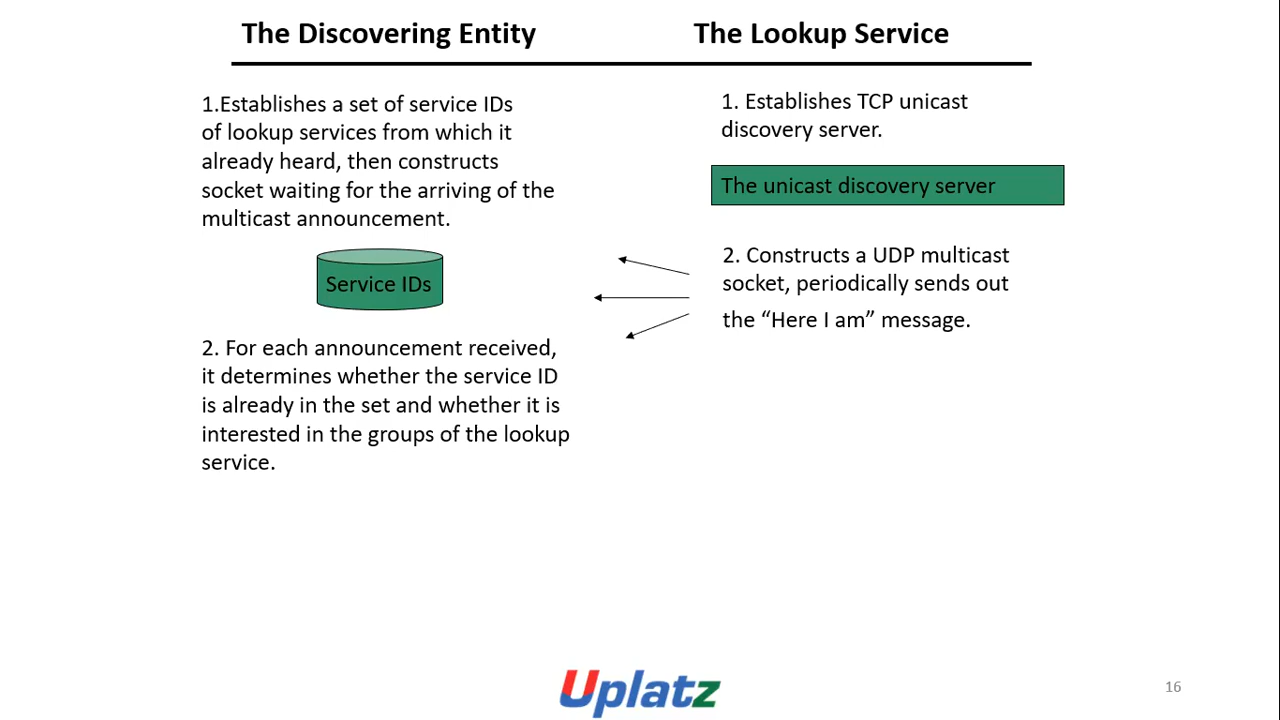 The Discovering Entity
The Lookup Service
1.Establishes a set of service IDs
of lookup services from which it
already heard, then constructs
socket waiting for the arriving of the
multicast announcement.
Service IDs
2. For each announcement received,
it determines whether the service ID
is already in the set and whether it is
interested in the groups of the lookup
service.
1. Establishes TCP unicast
discovery server.
The unicast discovery server
2. Constructs a UDP multicast
socket, periodically sends out
the “Here I am” message.
Uplatz
16